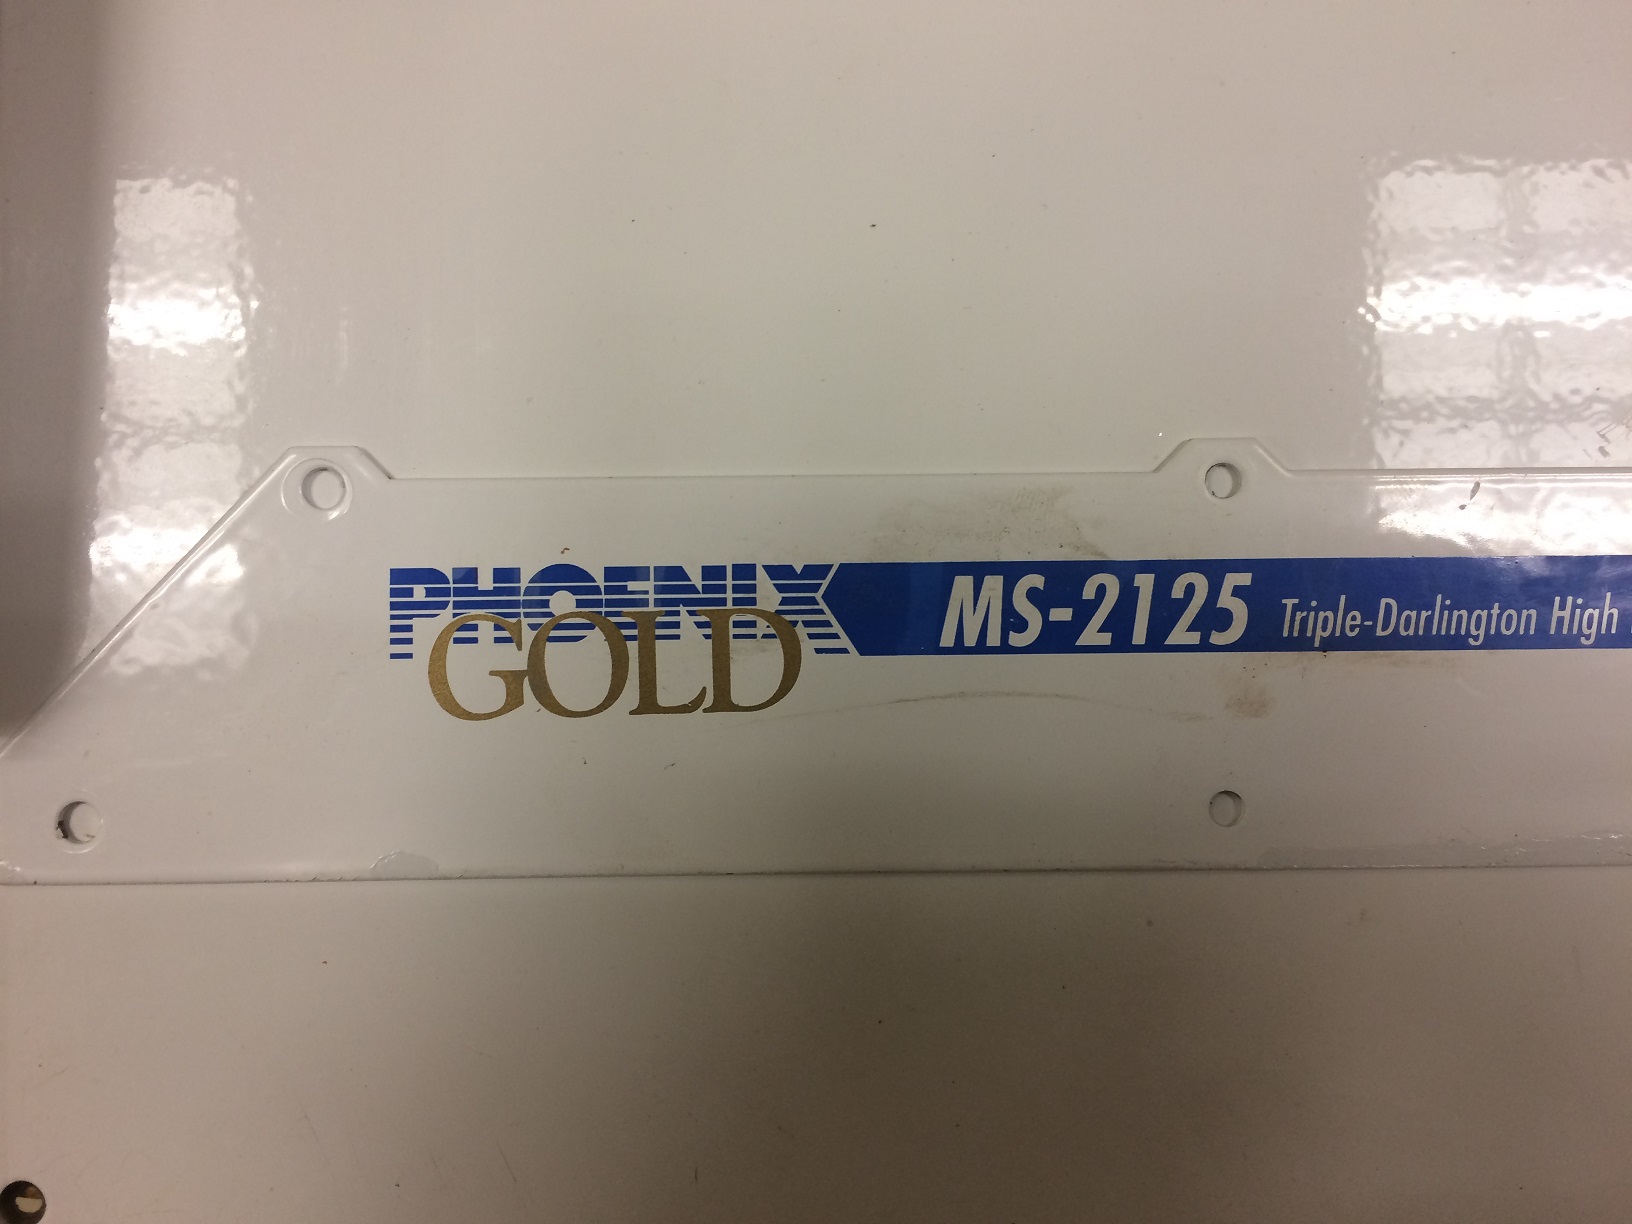 PHOENIX
GOLD
MS-2125 Triple-Darlington High